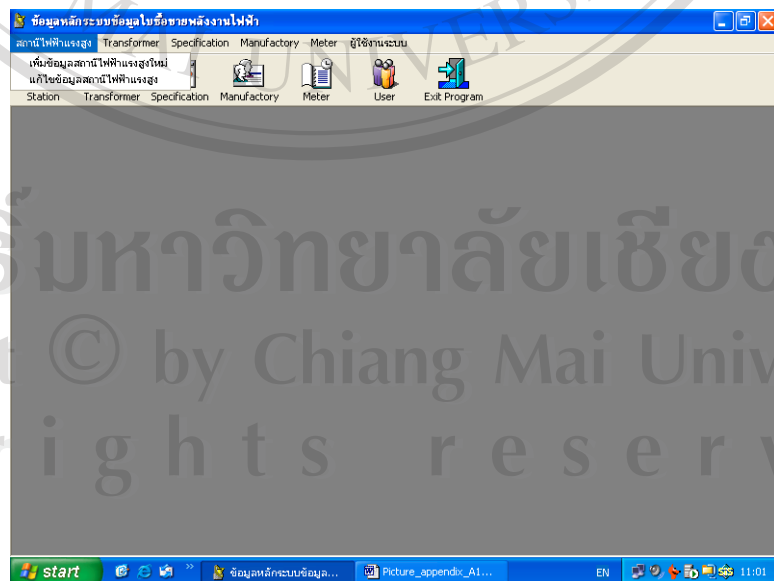 ข้อมูลหลักระบบข้อมูลใบซื้อขายพลังงานไฟฟ้า
สถานีไฟฟ้าแรงสูง Transformer Specification Manufactory Meter ผู้ใช้งานระบบ
เพิ่มข้อมูลสถานีไฟฟ้าแรงสูงใหม่
แก้ไขข้อมูลสถานีไฟฟ้าแรงสูง
Station Transformer Specification Manufactory Meter User Exit Program
MAI UNIVERS
ธิ์มหาวิทยาลัยเชียง
t © by Chiang Mai Univ
rights reserv
start ข้อมูลหลักระบบข้อมูล... Picture_appendix_A1... EN 11:01